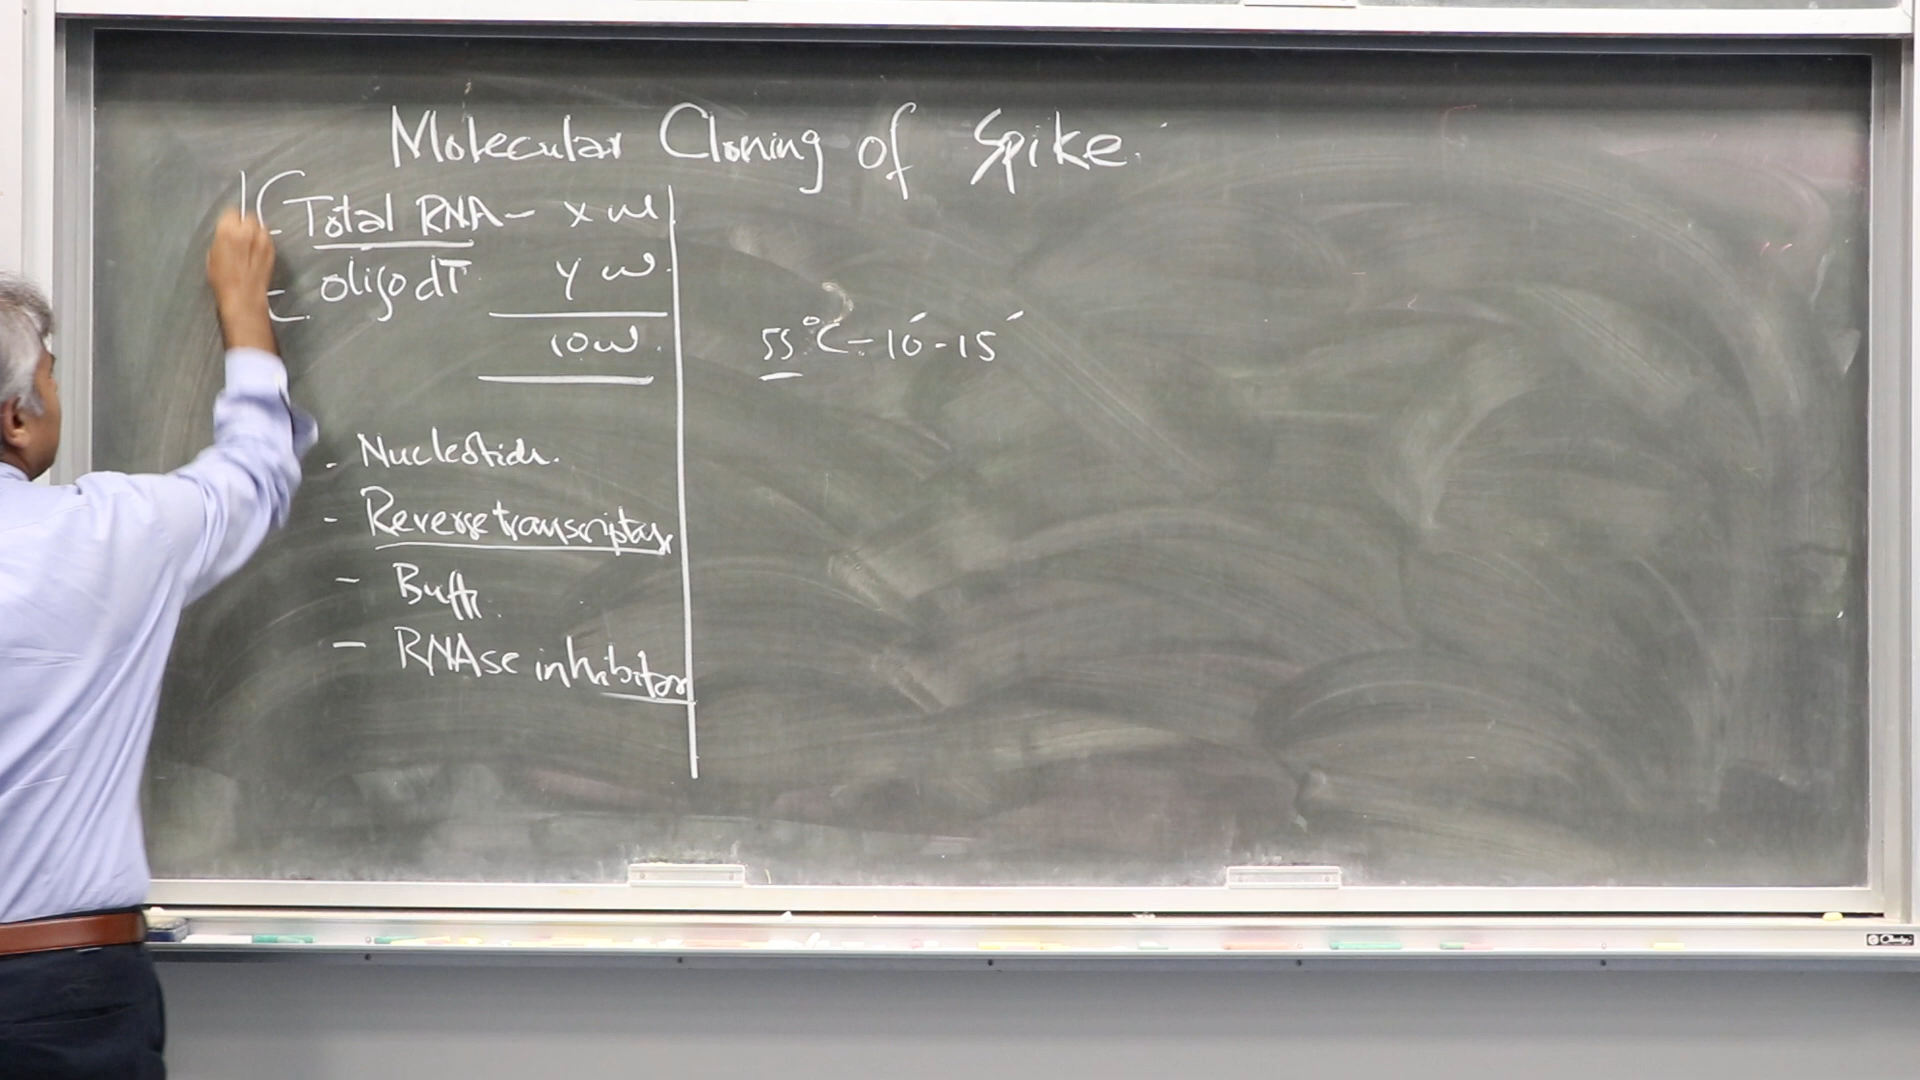 Molecular Cloning of Spike.
- Total RNA - x ul
- oligo dT y ul
10 ul
55°C - 10' - 15'
- Nucleotide.
- Reverse transcriptase
- Buffr.
- RNAse inhibitor